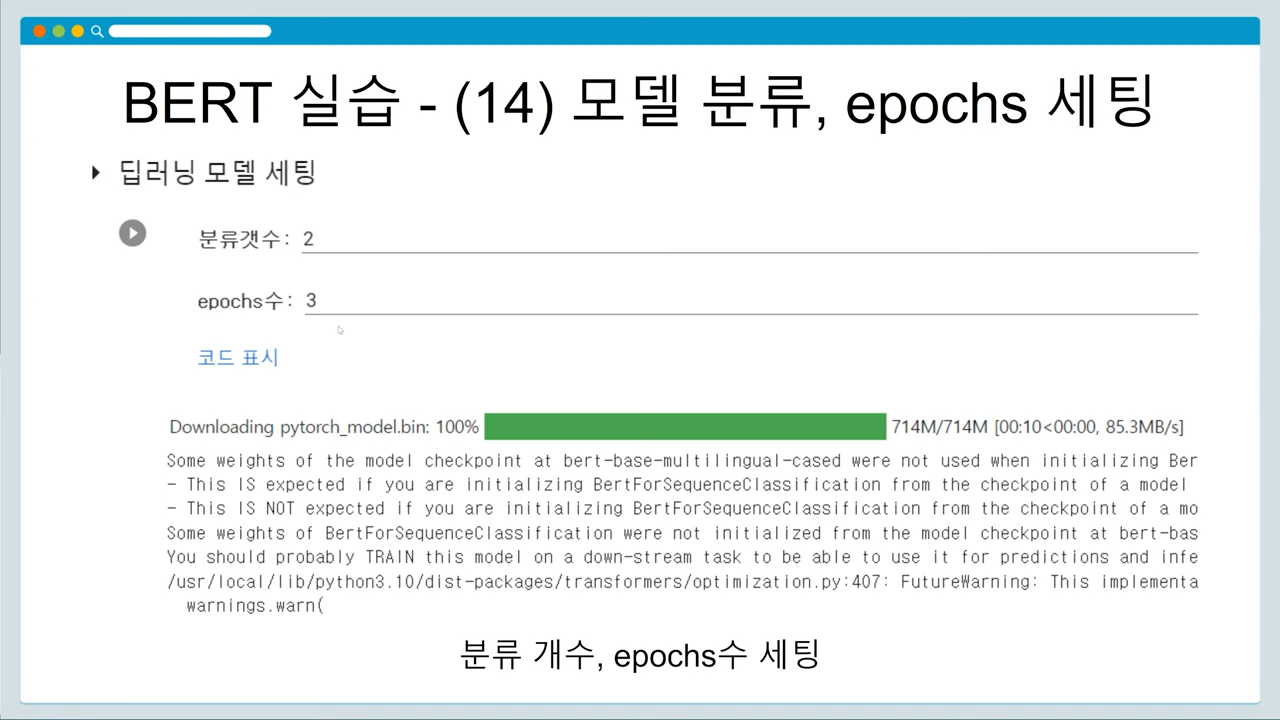 BERT 실습 - (14) 모델 분류, epochs 세팅
딥러닝 모델 세팅
분류갯수: 2
epochs수: 3
코드 표시
Downloading pytorch_model.bin: 100% 714M/714M [00:10<00:00, 85.3MB/s]
Some weights of the model checkpoint at bert-base-multilingual-cased were not used when initializing Ber
- This IS expected if you are initializing BertForSequenceClassification from the checkpoint of a model
- This IS NOT expected if you are initializing BertForSequenceClassification from the checkpoint of a mo
Some weights of BertForSequenceClassification were not initialized from the model checkpoint at bert-bas
You should probably TRAIN this model on a down-stream task to be able to use it for predictions and infe
/usr/local/lib/python3.10/dist-packages/transformers/optimization.py:407: FutureWarning: This implementa
warnings.warn(
분류 개수, epochs수 세팅